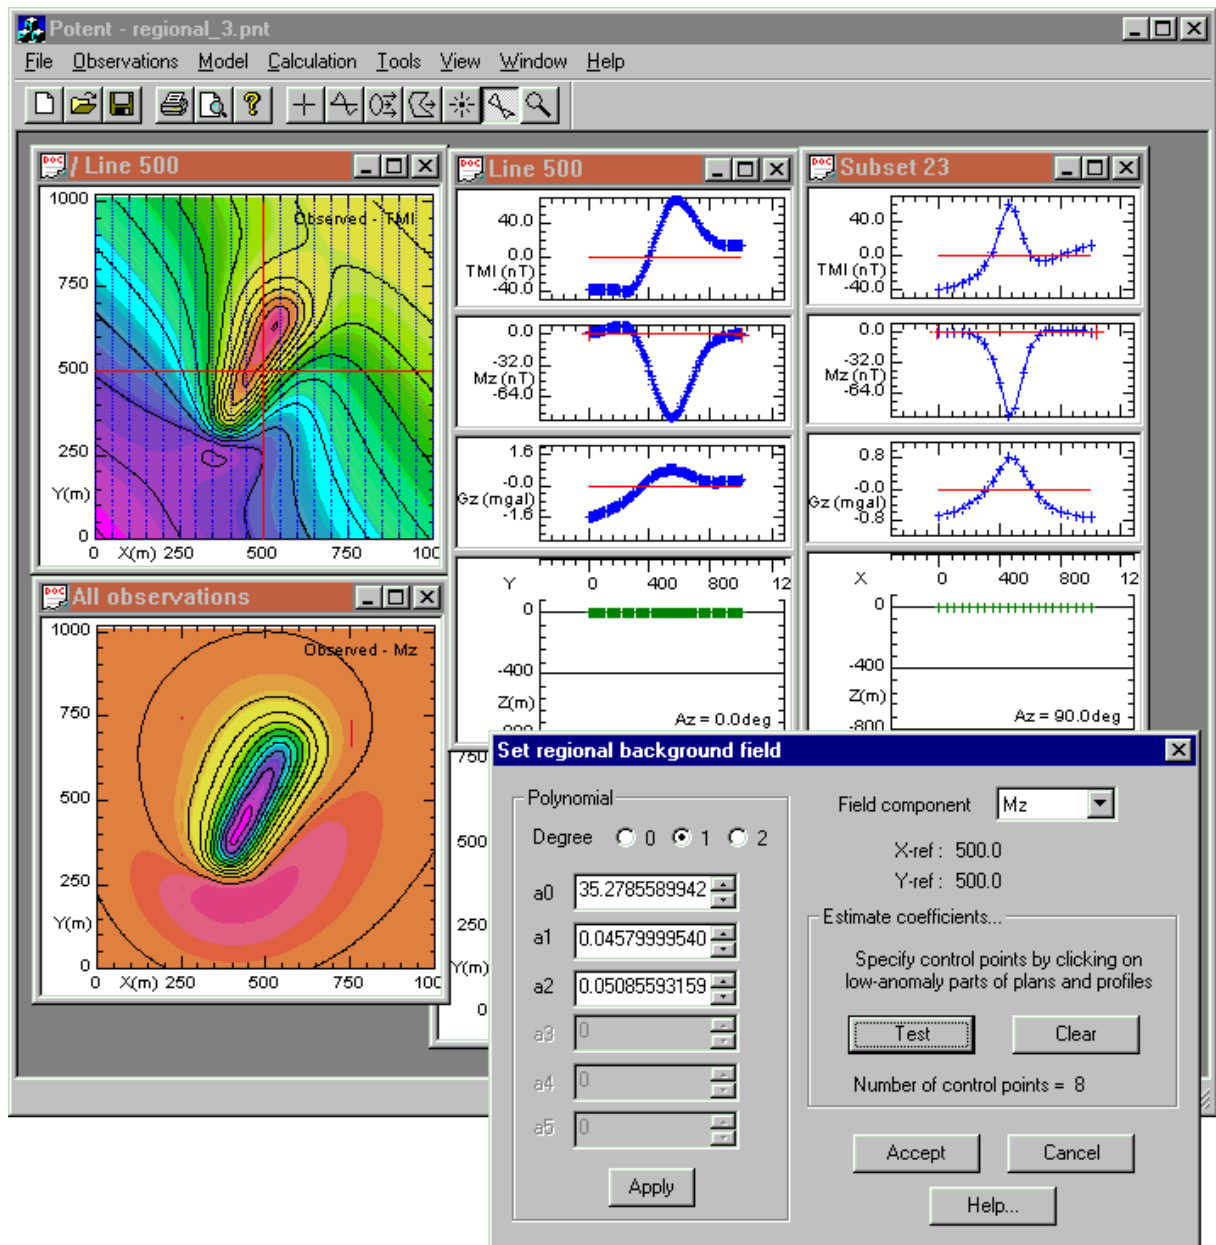 Potent - regional_3.pnt
File Observations Model Calculation Tools View Window Help
/ Line 500
1000
Observed - TMI
750
500
250
Y(m)
0
0 X(m) 250 500 750 100
All observations
1000
Observed - Mz
750
500
250
Y(m)
0
0 X(m) 250 500 750 100
Line 500
40.0
0.0
TMI (nT)
-40.0
0.0
-32.0
Mz (nT)
-64.0
1.6
-0.0
Gz (mgal)
-1.6
Y 0 400 800 12
0
-400
Z(m)
Az = 0.0deg
-800
Subset 23
40.0
0.0
TMI (nT)
-40.0
0.0
-32.0
Mz (nT)
-64.0
0.8
-0.0
Gz (mgal)
-0.8
X 0 400 800 12
0
-400
Z(m)
Az = 90.0deg
-800
750
500
250
Y(m)
0
Set regional background field
Polynomial
Degree 0 1 2
a0 35.2785589942
a1 0.04579999540
a2 0.05085593159
a3 0
a4 0
a5 0
Apply
Field component Mz
X-ref : 500.0
Y-ref : 500.0
Estimate coefficients...
Specify control points by clicking on
low-anomaly parts of plans and profiles
Test Clear
Number of control points = 8
Accept Cancel
Help...